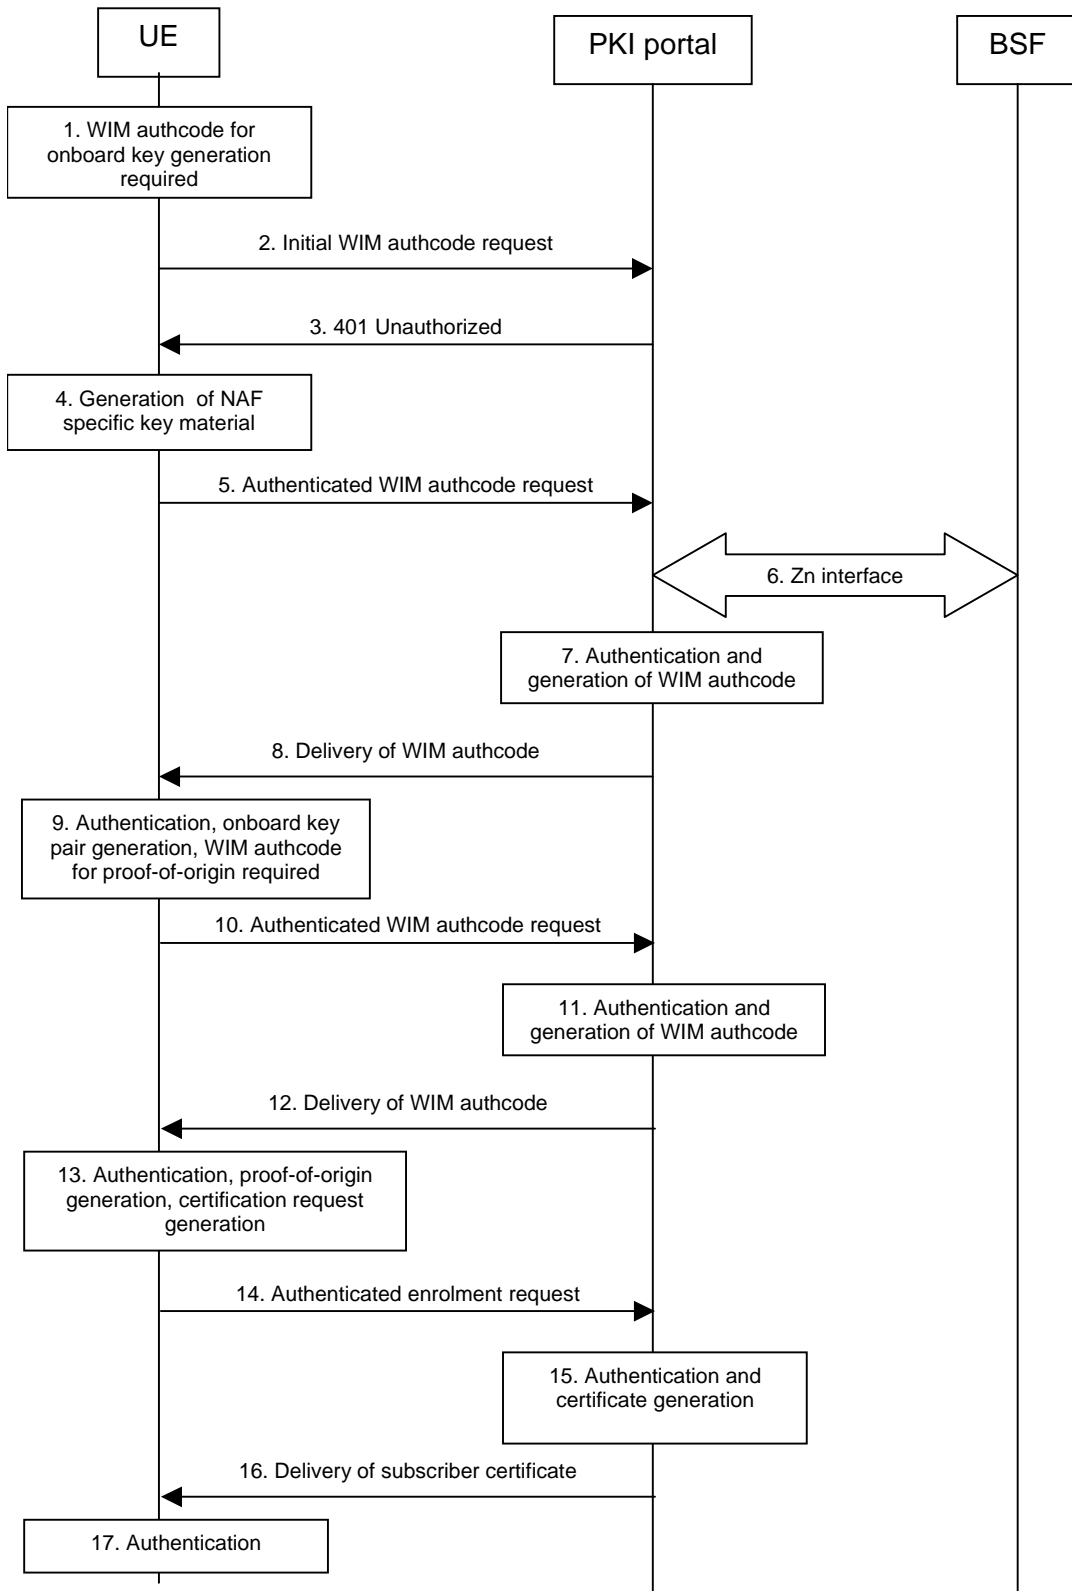 UE
PKI portal
BSF
1. WIM authcode for
onboard key generation
required
2. Initial WIM authcode request
3. 401 Unauthorized
4. Generation of NAF
specific key material
5. Authenticated WIM authcode request
6. Zn interface
7. Authentication and
generation of WIM authcode
8. Delivery of WIM authcode
9. Authentication, onboard key
pair generation, WIM authcode
for proof-of-origin required
10. Authenticated WIM authcode request
11. Authentication and
generation of WIM authcode
12. Delivery of WIM authcode
13. Authentication, proof-of-origin
generation, certification request
generation
14. Authenticated enrolment request
15. Authentication and
certificate generation
16. Delivery of subscriber certificate
17. Authentication